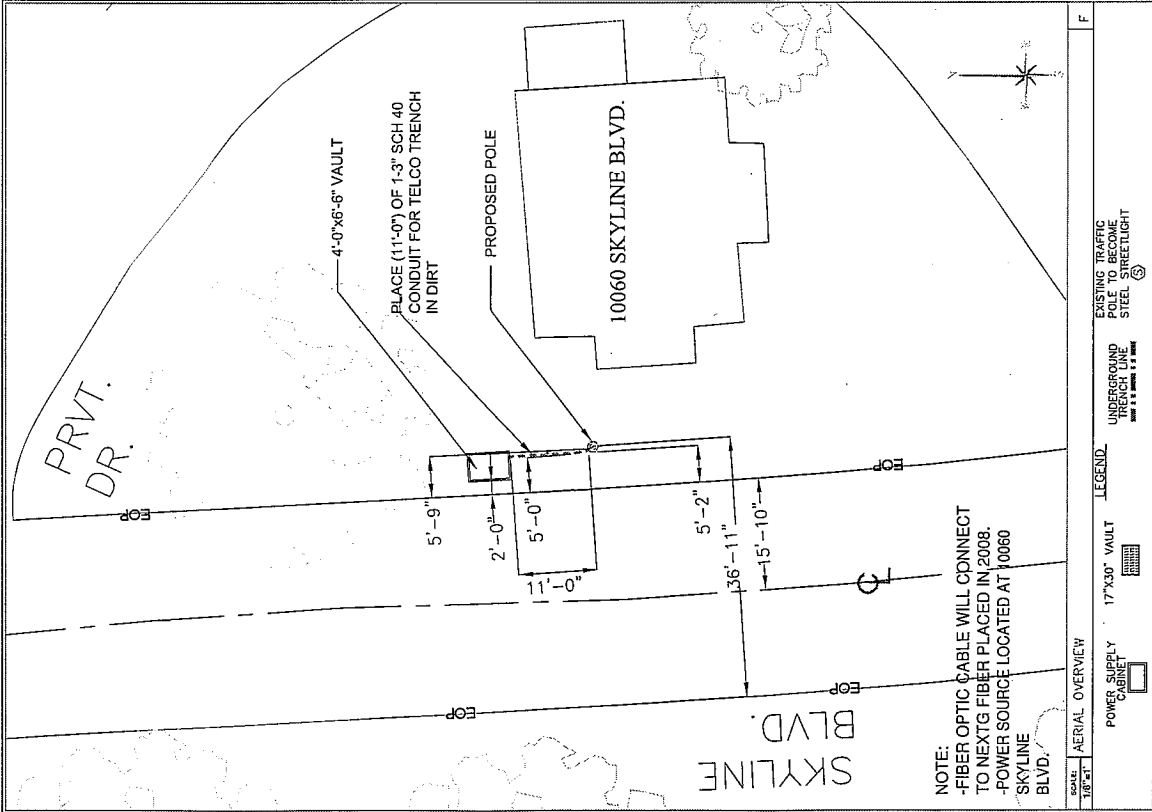 PRVT.
DR.
4'-0"x6'-6" VAULT
PLACE (11'-0") OF 1-3" SCH 40
CONDUIT FOR TELCO TRENCH
IN DIRT
PROPOSED POLE
10060 SKYLINE BLVD.
EOP
5'-9"
2'-0"
5'-0"
11'-0"
5'-2"
36'-11"
15'-10"
EOP
CL
EOP
EOP
SKYLINE
BLVD.
NOTE:
-FIBER OPTIC CABLE WILL CONNECT
TO NEXTG FIBER PLACED IN 2008.
-POWER SOURCE LOCATED AT 10060
SKYLINE
BLVD.
SCALE:
1/8"=1'
AERIAL OVERVIEW
F
LEGEND
POWER SUPPLY
CABINET
17"X30" VAULT
UNDERGROUND
TRENCH LINE
EXISTING TRAFFIC
POLE TO BECOME
STEEL STREETLIGHT
S